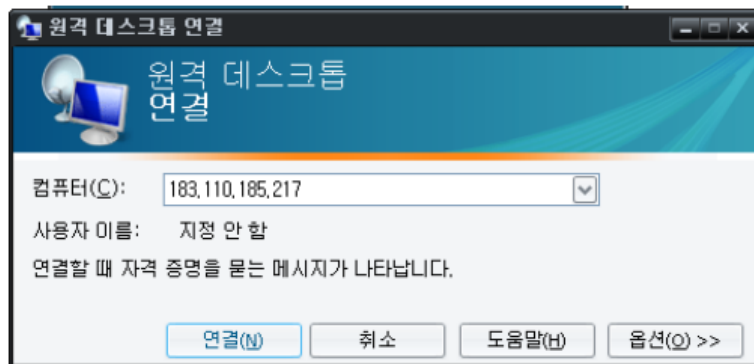 원격 데스크톱 연결
원격 데스크톱
연결
컴퓨터(C): 183,110,185,217
사용자 이름: 지정 안 함
연결할 때 자격 증명을 묻는 메시지가 나타납니다.
연결(N) 취소 도움말(H) 옵션(O) >>